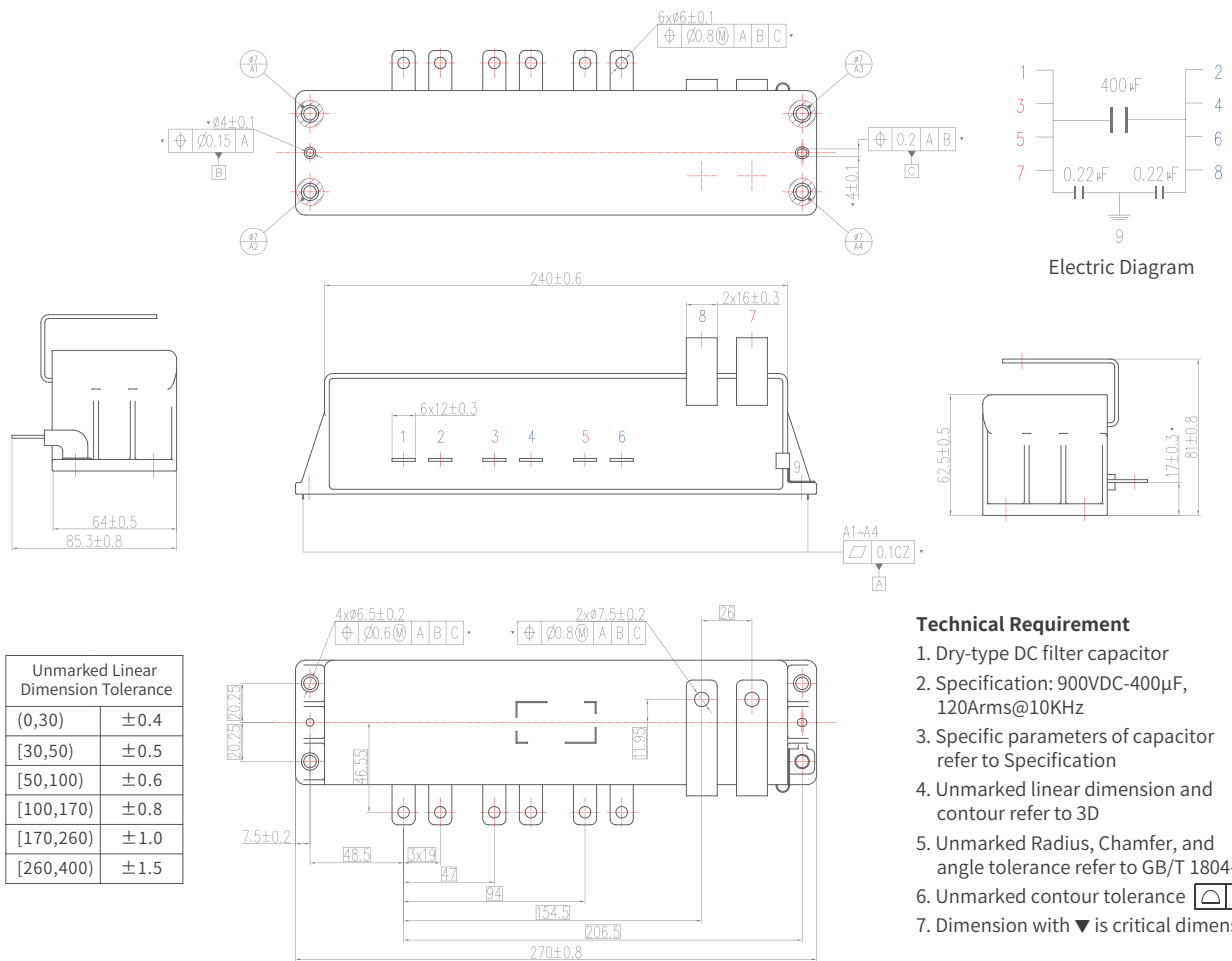 6xø6±0.1
⌖ Ø0.8Ⓜ A B C
ø7 A1
ø7 A3
ø4±0.1
⌖ Ø0.15 A
B
⌖ 0.2 A B
C
4±0.1
ø7 A2
ø7 A4
1 2
400μF
3 4
5 6
7 0.22μF 0.22μF 8
9
Electric Diagram
240±0.6
2x16±0.3
8 7
6x12±0.3
1 2 3 4 5 6
9
64±0.5
85.3±0.8
62.5±0.5
17±0.3
81±0.8
A1~A4
⏥ 0.1CZ
A
4xø6.5±0.2
⌖ Ø0.6Ⓜ A B C
2xø7.5±0.2
⌖ Ø0.8Ⓜ A B C
26
20.25
20.25
46.55
11.95
7.5±0.2
48.5
3x19
47
94
154.5
206.5
270±0.8
Unmarked Linear
Dimension Tolerance
(0,30) ±0.4
[30,50) ±0.5
[50,100) ±0.6
[100,170) ±0.8
[170,260) ±1.0
[260,400) ±1.5
Technical Requirement
1. Dry-type DC filter capacitor
2. Specification: 900VDC-400μF,
120Arms@10KHz
3. Specific parameters of capacitor
refer to Specification
4. Unmarked linear dimension and
contour refer to 3D
5. Unmarked Radius, Chamfer, and
angle tolerance refer to GB/T 1804-
6. Unmarked contour tolerance ⌓
7. Dimension with ▼ is critical dimens